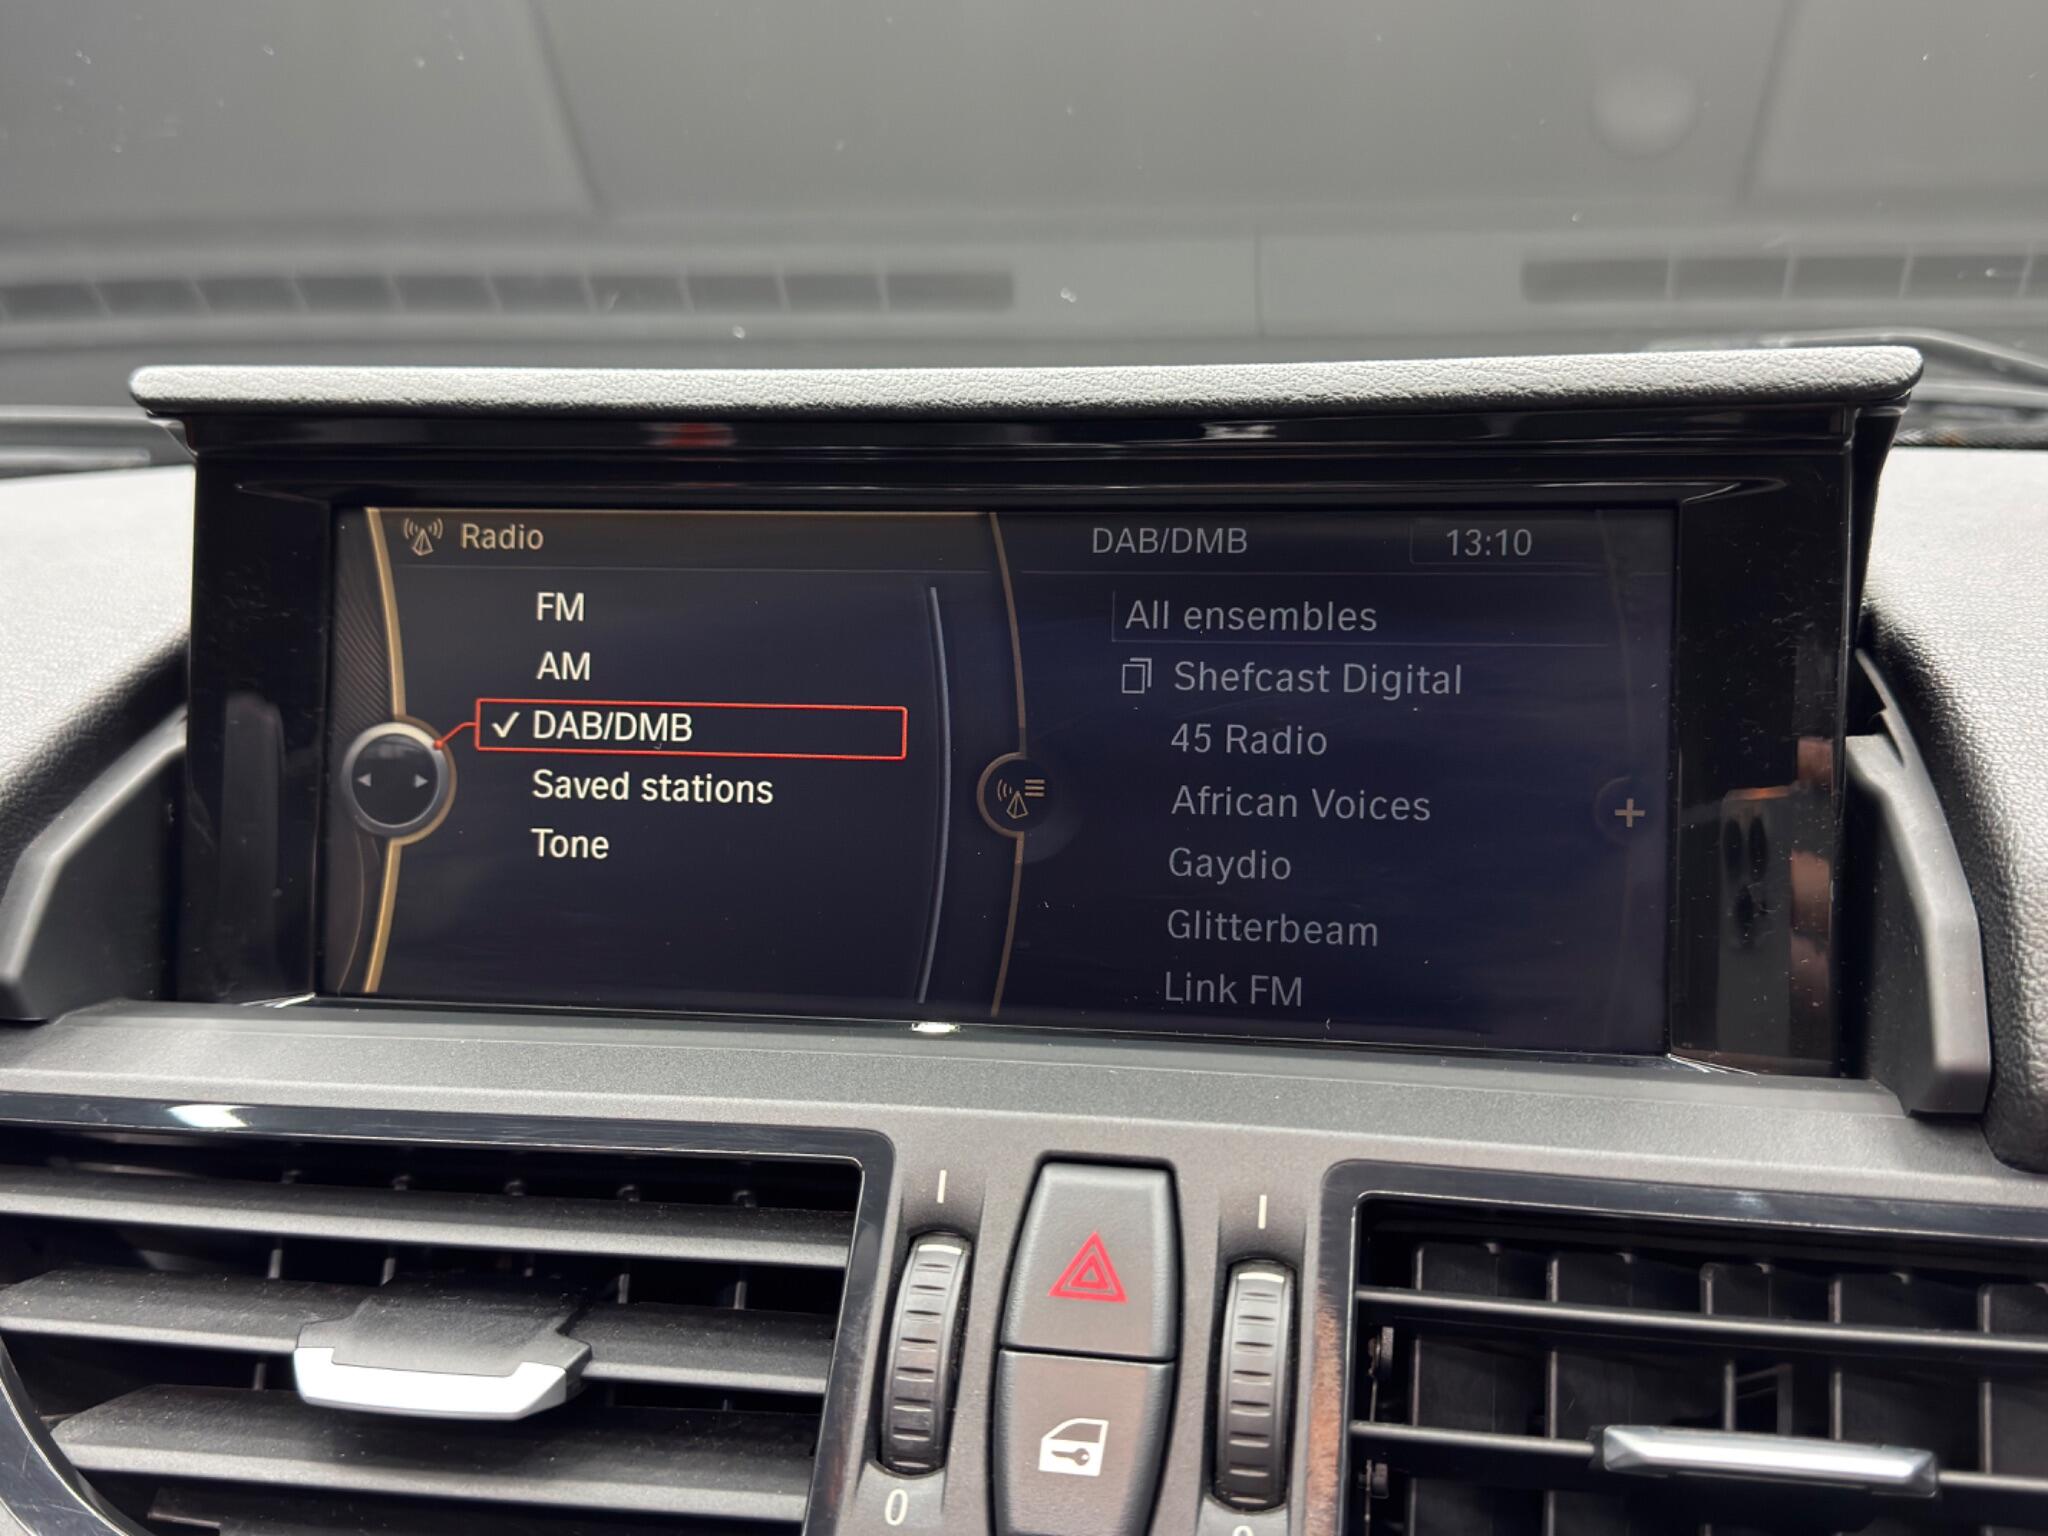 Radio
FM
AM
✓ DAB/DMB
Saved stations
Tone
DAB/DMB 13:10
All ensembles
Shefcast Digital
45 Radio
African Voices
Gaydio
Glitterbeam
Link FM
+
0